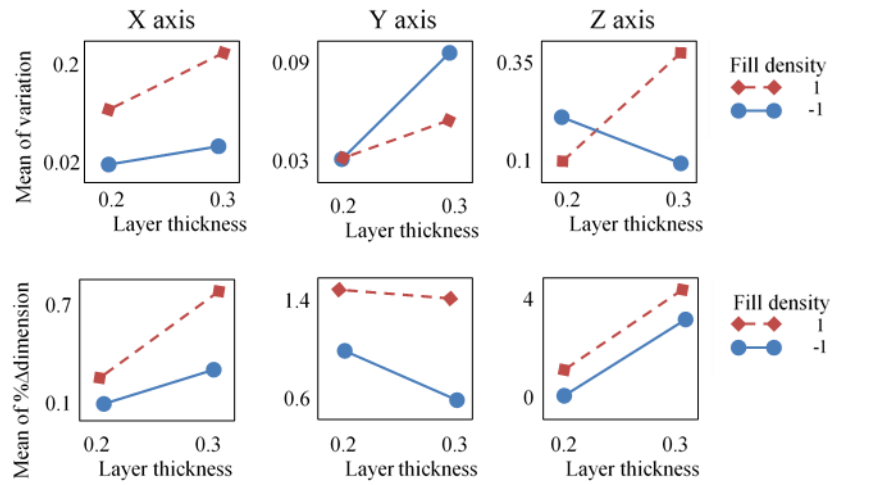 X axis
Y axis
Z axis
Mean of variation
0.2
0.02
0.2 0.3
Layer thickness
0.09
0.03
0.2 0.3
Layer thickness
0.35
0.1
0.2 0.3
Layer thickness
Fill density
1
-1
Mean of %Δdimension
0.7
0.1
0.2 0.3
Layer thickness
1.4
0.6
0.2 0.3
Layer thickness
4
0
0.2 0.3
Layer thickness
Fill density
1
-1